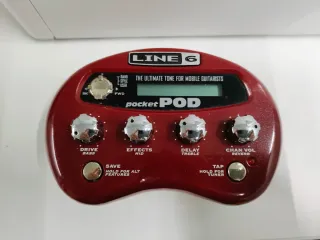 LINE 6
THE ULTIMATE TONE FOR MOBILE GUITARISTS
PWR
pocket POD
DRIVE
BASS
EFFECTS
MID
DELAY
TREBLE
CHAN VOL
REVERB
SAVE
HOLD FOR ALT
FEATURES
TAP
HOLD FOR
TUNER